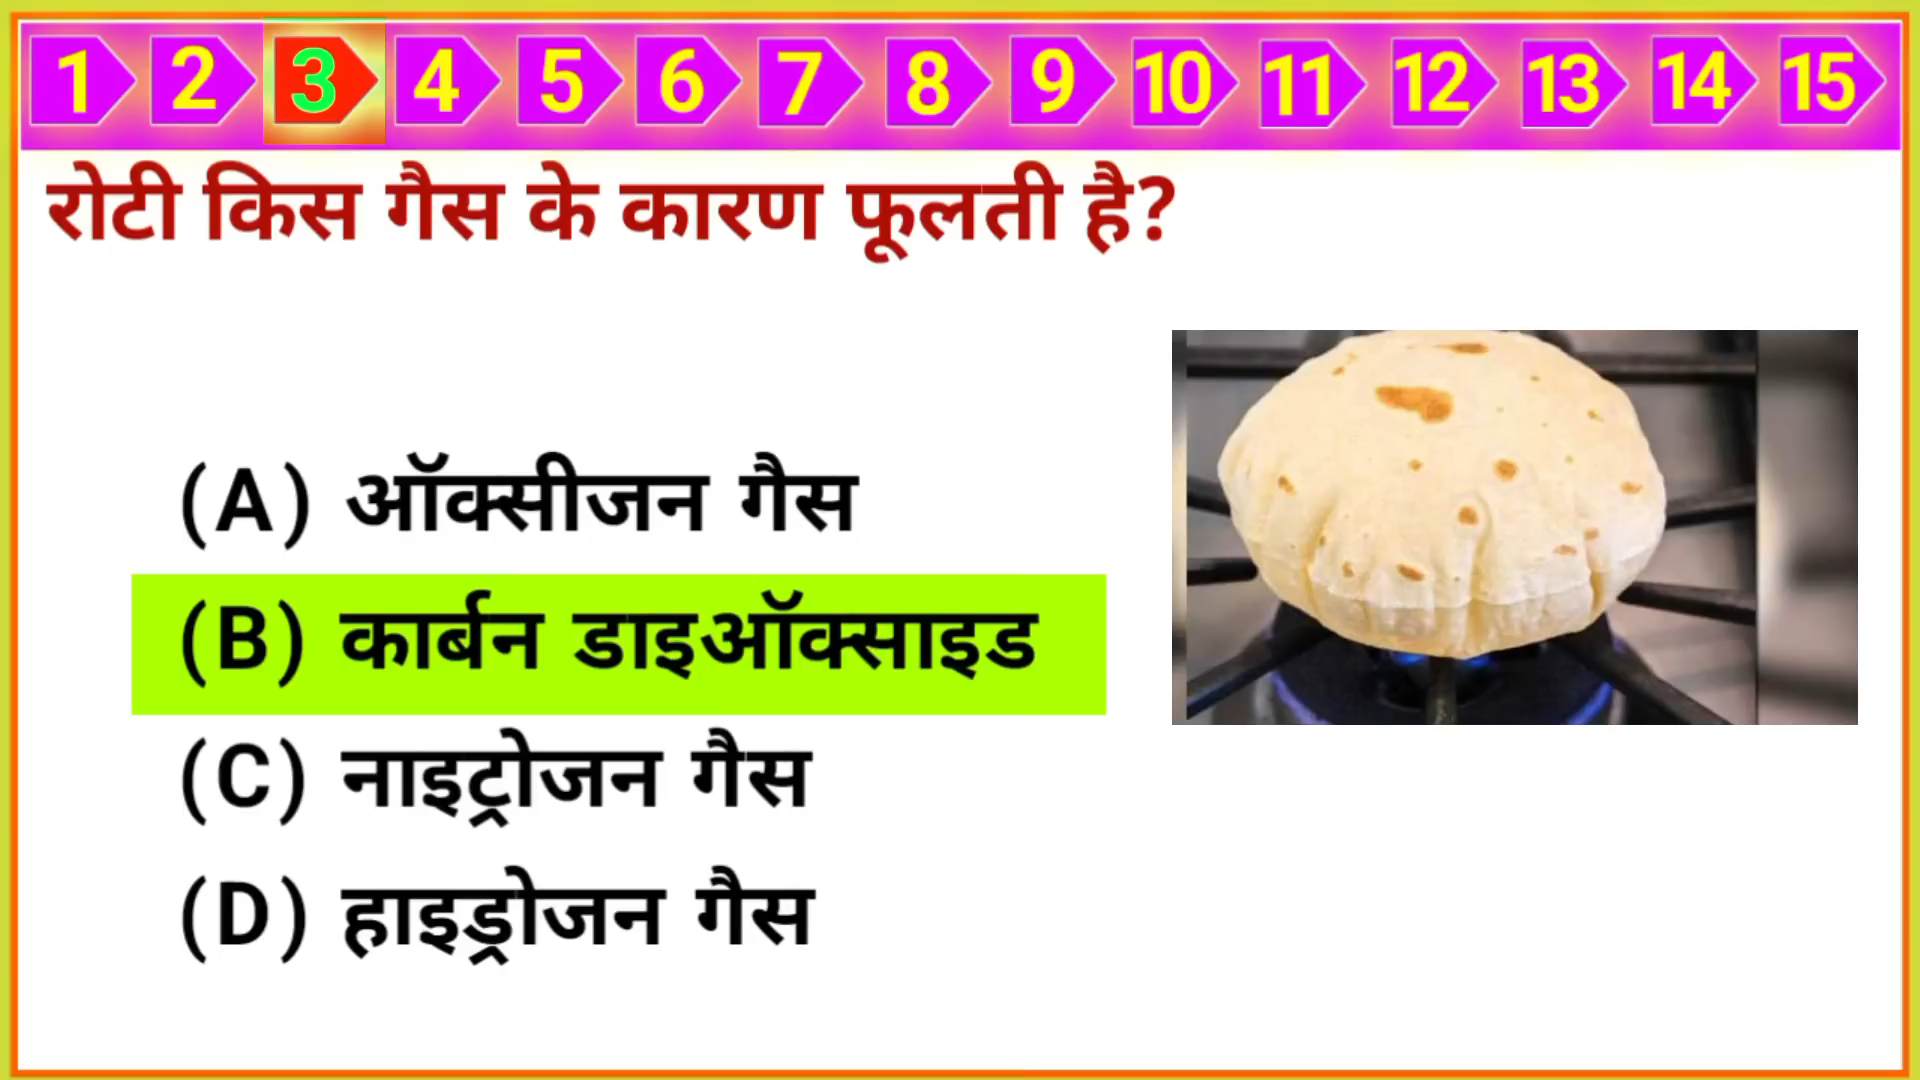 1 2 3 4 5 6 7 8 9 10 11 12 13 14 15
रोटी किस गैस के कारण फूलती है?
(A) ऑक्सीजन गैस
(B) कार्बन डाइऑक्साइड
(C) नाइट्रोजन गैस
(D) हाइड्रोजन गैस